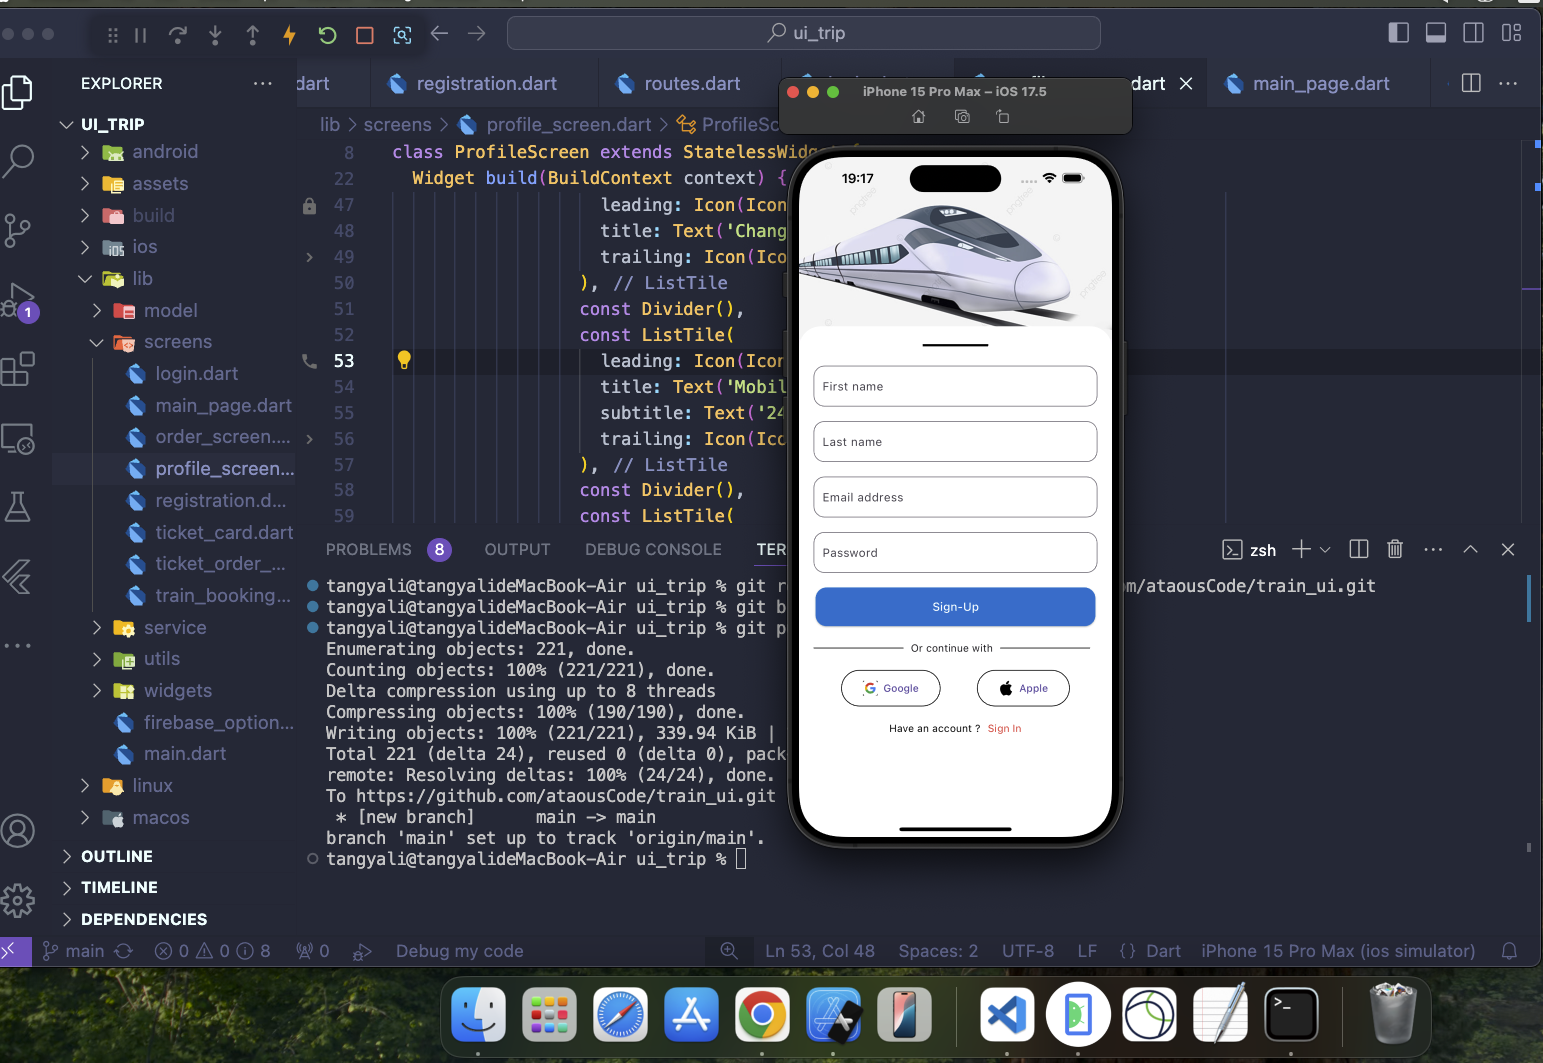 ui_trip
EXPLORER
dart
registration.dart
routes.dart
dart
main_page.dart
UI_TRIP
android
assets
build
ios
lib
model
screens
login.dart
main_page.dart
order_screen....
profile_screen...
registration.d...
ticket_card.dart
ticket_order_...
train_booking...
service
utils
widgets
firebase_option...
main.dart
linux
macos
OUTLINE
TIMELINE
DEPENDENCIES
1
lib > screens > profile_screen.dart > ProfileSc
8 class ProfileScreen extends StatelessWidg
22 Widget build(BuildContext context) {
47 leading: Icon(Icon
48 title: Text('Chang
49 trailing: Icon(Ico
50 ), // ListTile
51 const Divider(),
52 const ListTile(
53 leading: Icon(Icon
54 title: Text('Mobil
55 subtitle: Text('24
56 trailing: Icon(Ico
57 ), // ListTile
58 const Divider(),
59 const ListTile(
PROBLEMS 8 OUTPUT DEBUG CONSOLE TER
zsh
tangyali@tangyalideMacBook-Air ui_trip % git r
m/ataousCode/train_ui.git
tangyali@tangyalideMacBook-Air ui_trip % git b
tangyali@tangyalideMacBook-Air ui_trip % git p
Enumerating objects: 221, done.
Counting objects: 100% (221/221), done.
Delta compression using up to 8 threads
Compressing objects: 100% (190/190), done.
Writing objects: 100% (221/221), 339.94 KiB |
Total 221 (delta 24), reused 0 (delta 0), pack
remote: Resolving deltas: 100% (24/24), done.
To https://github.com/ataousCode/train_ui.git
* [new branch] main -> main
branch 'main' set up to track 'origin/main'.
tangyali@tangyalideMacBook-Air ui_trip %
iPhone 15 Pro Max – iOS 17.5
19:17
pngtree
pngtree
pngtree
First name
Last name
Email address
Password
Sign-Up
Or continue with
Google
Apple
Have an account ? Sign In
main 0 0 8 0 Debug my code Ln 53, Col 48 Spaces: 2 UTF-8 LF {} Dart iPhone 15 Pro Max (ios simulator)